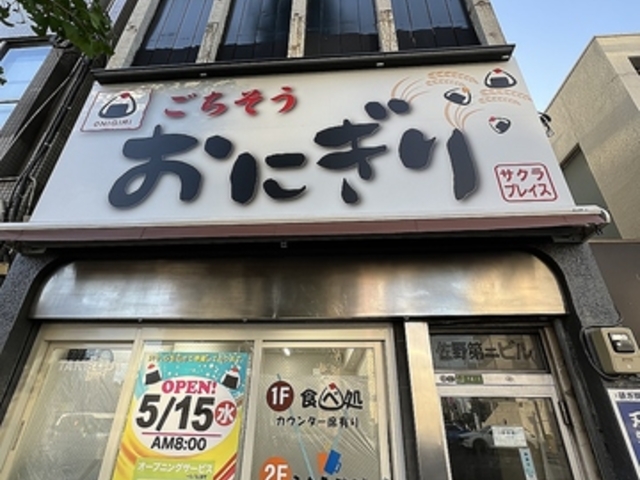 ONIGIRI
ごちそう
おにぎり
サクラ
プレイス
OPEN!
5/15水
AM8:00
オープニングサービス
1F 食べ処
カウンター席有り
2F
佐野第二ビル